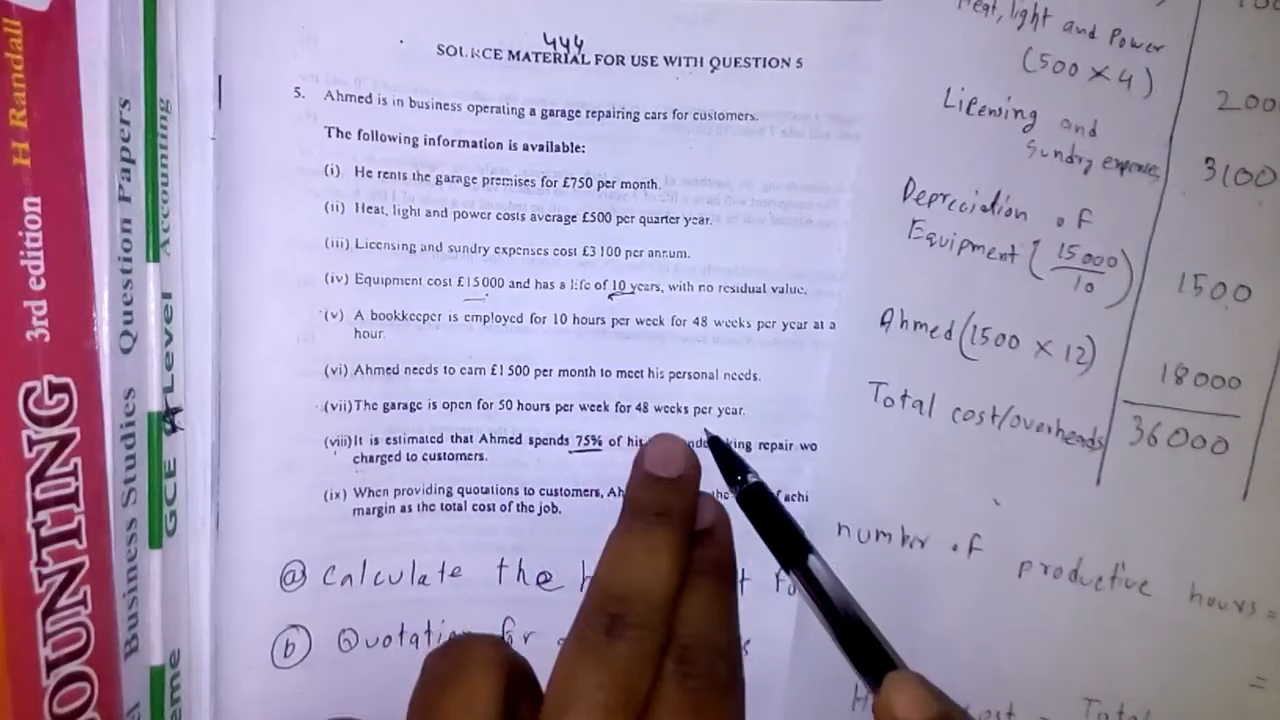 H Randall
3rd edition
OUNTING
Business Studies Question Papers
GCE A Level Accounting
444
SOURCE MATERIAL FOR USE WITH QUESTION 5
5. Ahmed is in business operating a garage repairing cars for customers.
The following information is available:
(i) He rents the garage premises for £750 per month.
(ii) Heat, light and power costs average £500 per quarter year.
(iii) Licensing and sundry expenses cost £3 100 per annum.
(iv) Equipment cost £15 000 and has a life of 10 years, with no residual value.
(v) A bookkeeper is employed for 10 hours per week for 48 weeks per year at a
hour.
(vi) Ahmed needs to earn £1 500 per month to meet his personal needs.
(vii) The garage is open for 50 hours per week for 48 weeks per year.
(viii) It is estimated that Ahmed spends 75% of his king repair wo
charged to customers.
(ix) When providing quotations to customers, Ah the of achi
margin as the total cost of the job.
(a) Calculate the
(b) Quotation for
Heat, light and Power
(500 × 4) 200
Licensing and
Sundry expenses 3100
Depreciation of
Equipment (15000/10) 1500
Ahmed (1500 × 12) 18000
Total cost/overheads 36000
number of productive hours =
=
Total